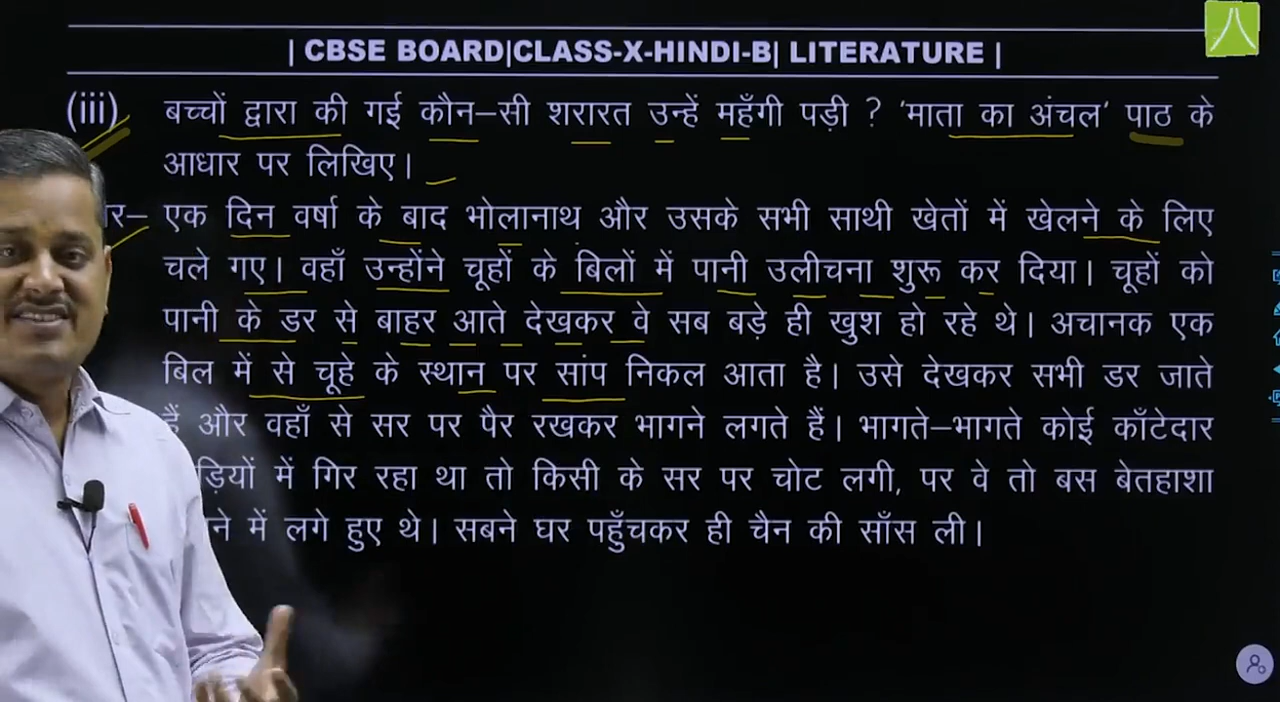 | CBSE BOARD|CLASS-X-HINDI-B| LITERATURE |
(iii) बच्चों द्वारा की गई कौन–सी शरारत उन्हें महँगी पड़ी ? 'माता का अंचल' पाठ के
आधार पर लिखिए।
एक दिन वर्षा के बाद भोलानाथ और उसके सभी साथी खेतों में खेलने के लिए
चले गए। वहाँ उन्होंने चूहों के बिलों में पानी उलीचना शुरू कर दिया। चूहों को
पानी के डर से बाहर आते देखकर वे सब बड़े ही खुश हो रहे थे। अचानक एक
बिल में से चूहे के स्थान पर सांप निकल आता है। उसे देखकर सभी डर जाते
हैं और वहाँ से सर पर पैर रखकर भागने लगते हैं। भागते–भागते कोई काँटेदार
में गिर रहा था तो किसी के सर पर चोट लगी, पर वे तो बस बेतहाशा
में लगे हुए थे। सबने घर पहुँचकर ही चैन की साँस ली।